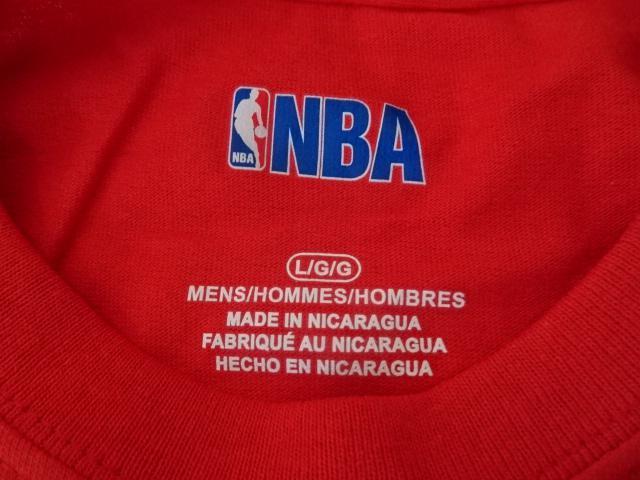 NBA
NBA
L/G/G
MENS/HOMMES/HOMBRES
MADE IN NICARAGUA
FABRIQUÉ AU NICARAGUA
HECHO EN NICARAGUA